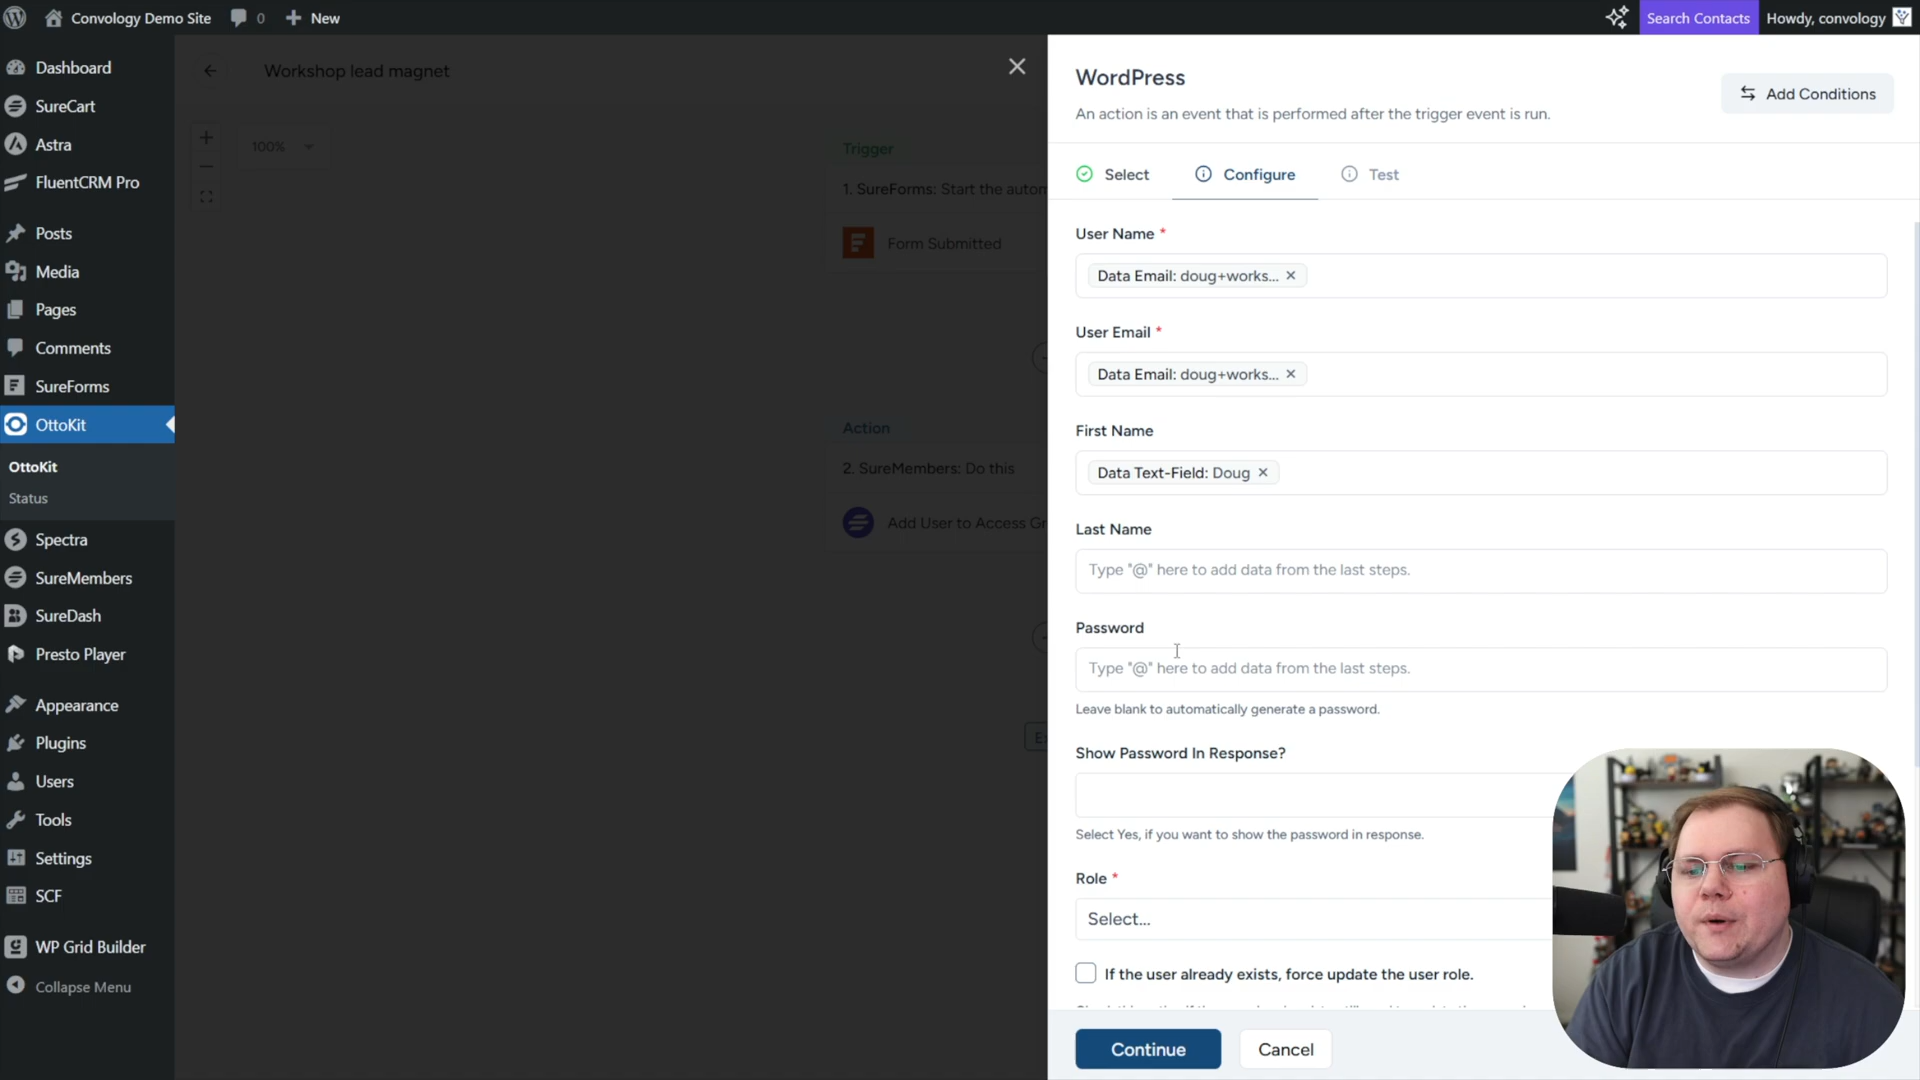 Convology Demo Site
0
New
Search Contacts
Howdy, convology
Dashboard
SureCart
Astra
FluentCRM Pro
Posts
Media
Pages
Comments
SureForms
OttoKit
OttoKit
Status
Spectra
SureMembers
SureDash
Presto Player
Appearance
Plugins
Users
Tools
Settings
SCF
WP Grid Builder
Collapse Menu
Workshop lead magnet
100%
Trigger
1. SureForms: Start the autom
Form Submitted
Action
2. SureMembers: Do this
Add User to Access Gr
WordPress
An action is an event that is performed after the trigger event is run.
Add Conditions
Select
Configure
Test
User Name *
Data Email: doug+works...
User Email *
Data Email: doug+works...
First Name
Data Text-Field: Doug
Last Name
Type "@" here to add data from the last steps.
Password
Type "@" here to add data from the last steps.
Leave blank to automatically generate a password.
Show Password In Response?
Select Yes, if you want to show the password in response.
Role *
Select...
If the user already exists, force update the user role.
Continue
Cancel